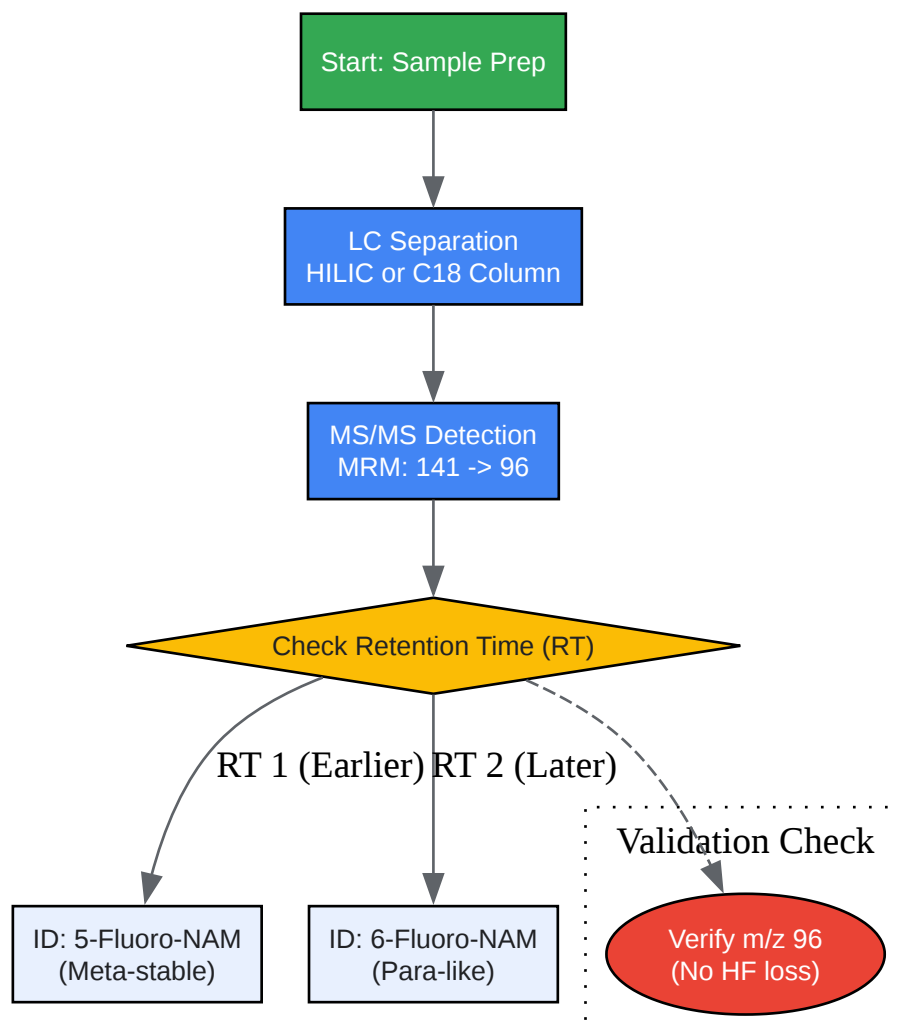 Start: Sample Prep
LC Separation
HILIC or C18 Column
MS/MS Detection
MRM: 141 -> 96
Check Retention Time (RT)
RT 1 (Earlier)
RT 2 (Later)
Validation Check
ID: 5-Fluoro-NAM
(Meta-stable)
ID: 6-Fluoro-NAM
(Para-like)
Verify m/z 96
(No HF loss)